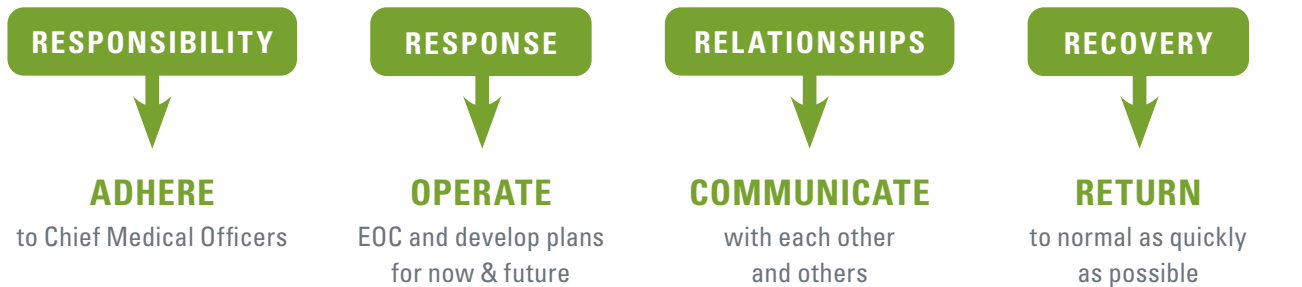 RESPONSIBILITY
ADHERE
to Chief Medical Officers
RESPONSE
OPERATE
EOC and develop plans
for now & future
RELATIONSHIPS
COMMUNICATE
with each other
and others
RECOVERY
RETURN
to normal as quickly
as possible